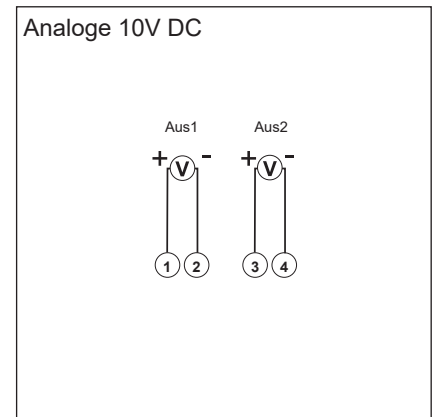 Analoge 10V DC
Aus1 Aus2
+ V - + V -
1 2 3 4